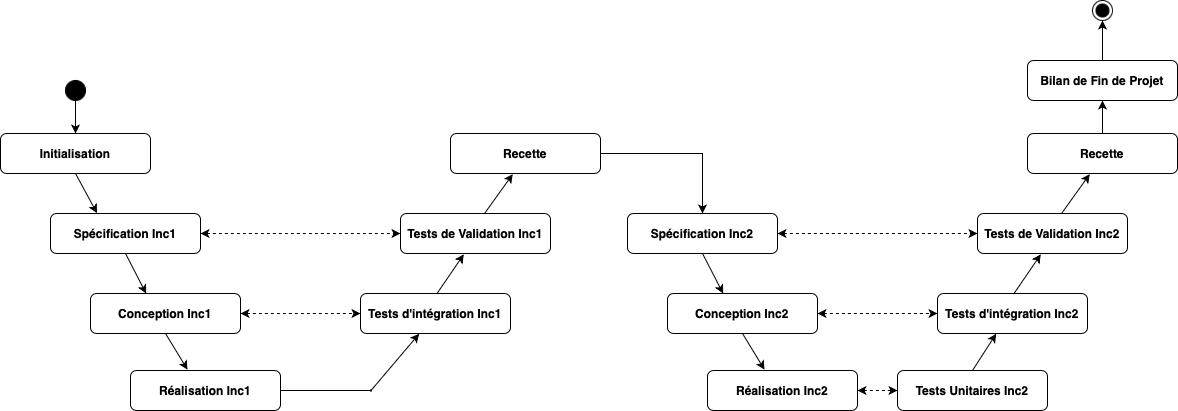 Bilan de Fin de Projet
Initialisation
Recette
Recette
Spécification Inc1
Tests de Validation Inc1
Spécification Inc2
Tests de Validation Inc2
Conception Inc1
Tests d'intégration Inc1
Conception Inc2
Tests d'intégration Inc2
Réalisation Inc1
Réalisation Inc2
Tests Unitaires Inc2